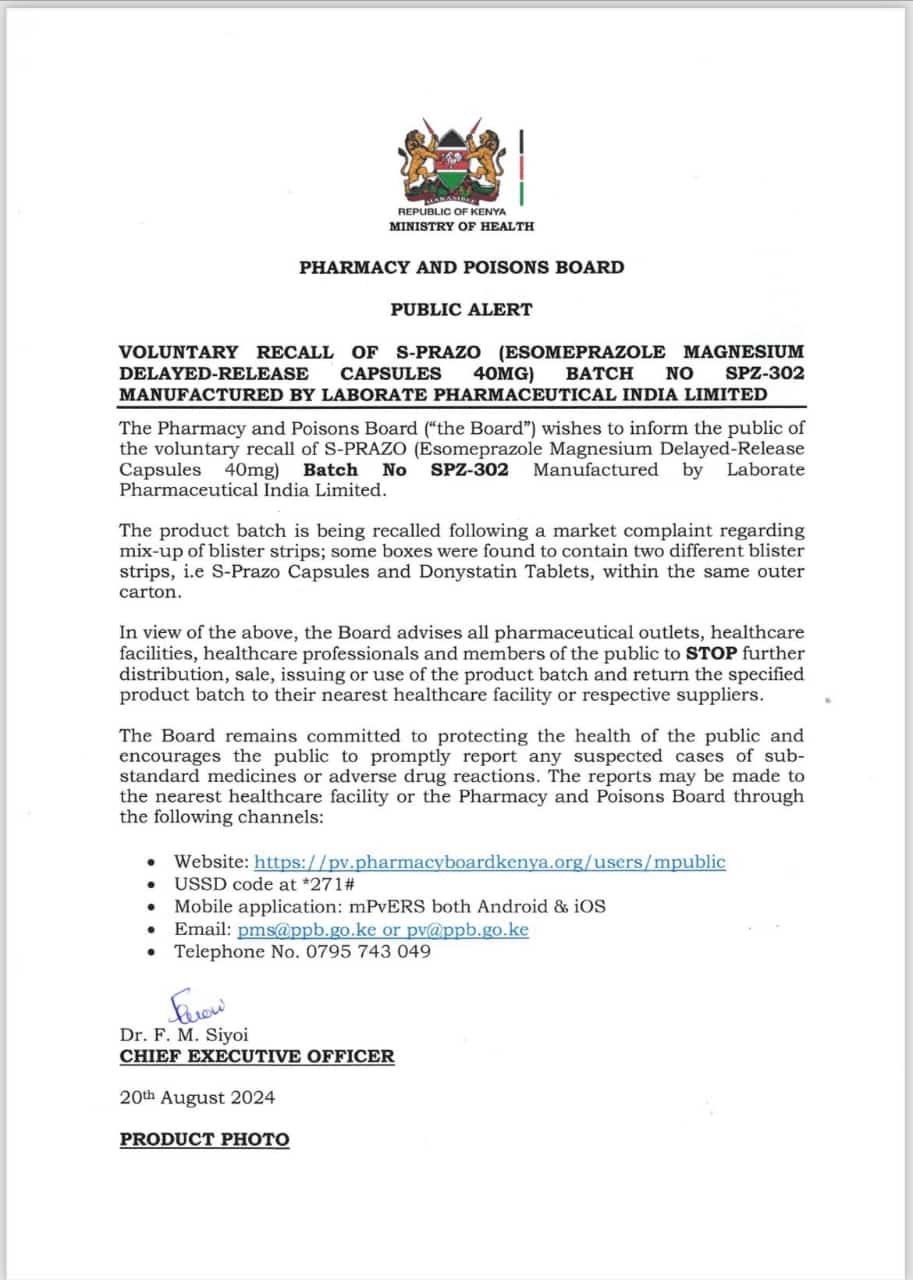 REPUBLIC OF KENYA
MINISTRY OF HEALTH
PHARMACY AND POISONS BOARD
PUBLIC ALERT
VOLUNTARY RECALL OF S-PRAZO (ESOMEPRAZOLE MAGNESIUM
DELAYED-RELEASE CAPSULES 40MG) BATCH NO SPZ-302
MANUFACTURED BY LABORATE PHARMACEUTICAL INDIA LIMITED
The Pharmacy and Poisons Board ("the Board") wishes to inform the public of
the voluntary recall of S-PRAZO (Esomeprazole Magnesium Delayed-Release
Capsules 40mg) Batch No SPZ-302 Manufactured by Laborate
Pharmaceutical India Limited.
The product batch is being recalled following a market complaint regarding
mix-up of blister strips; some boxes were found to contain two different blister
strips, i.e S-Prazo Capsules and Donystatin Tablets, within the same outer
carton.
In view of the above, the Board advises all pharmaceutical outlets, healthcare
facilities, healthcare professionals and members of the public to STOP further
distribution, sale, issuing or use of the product batch and return the specified
product batch to their nearest healthcare facility or respective suppliers.
The Board remains committed to protecting the health of the public and
encourages the public to promptly report any suspected cases of sub-
standard medicines or adverse drug reactions. The reports may be made to
the nearest healthcare facility or the Pharmacy and Poisons Board through
the following channels:
• Website: https://pv.pharmacyboardkenya.org/users/mpublic
• USSD code at *271#
• Mobile application: mPvERS both Android & iOS
• Email: pms@ppb.go.ke or pv@ppb.go.ke
• Telephone No. 0795 743 049
Dr. F. M. Siyoi
CHIEF EXECUTIVE OFFICER
20th August 2024
PRODUCT PHOTO